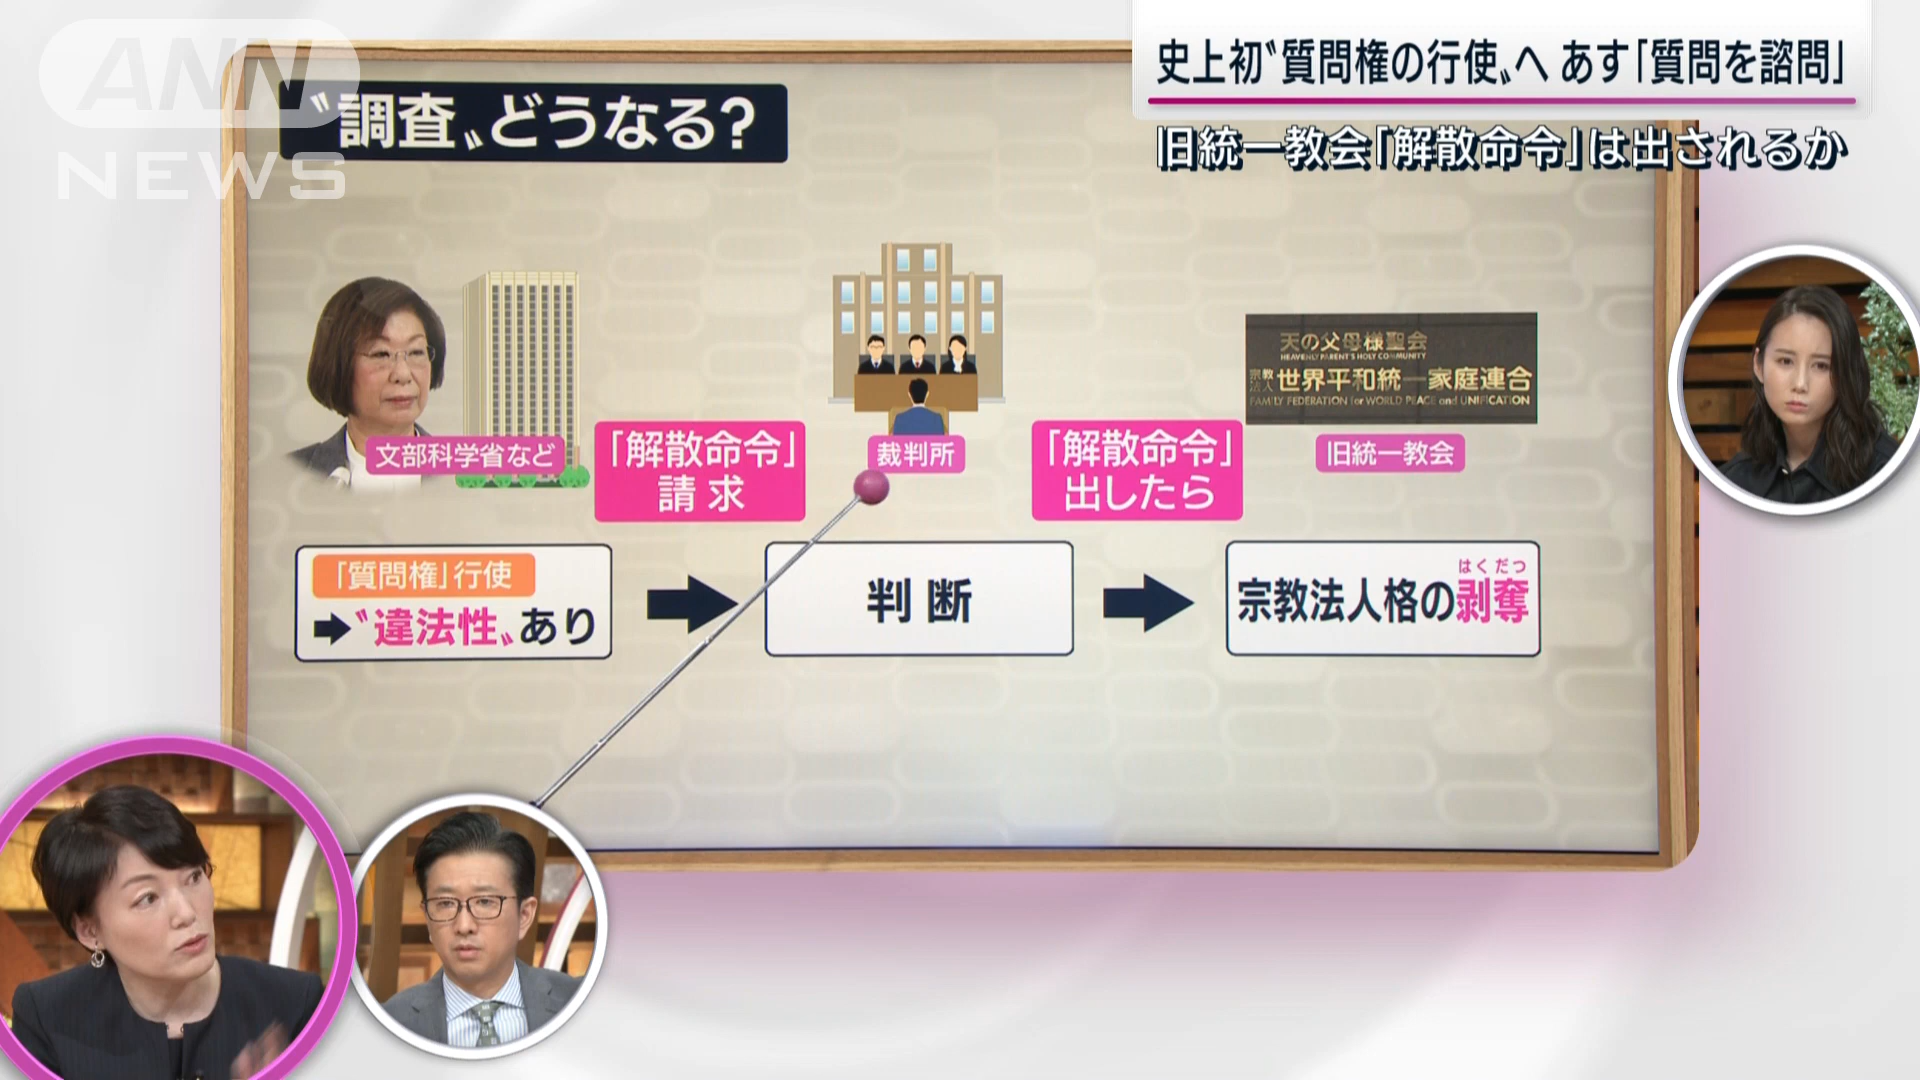 ANN
NEWS
史上初〝質問権の行使〟へ あす「質問を諮問」
旧統一教会「解散命令」は出されるか
〝調査〟どうなる?
天の父母様聖会
HEAVENLY PARENT'S HOLY COMMUNITY
宗教法人 世界平和統一家庭連合
FAMILY FEDERATION for WORLD PEACE and UNIFICATION
文部科学省など
「解散命令」
請求
裁判所
「解散命令」
出したら
旧統一教会
「質問権」行使
➡〝違法性〟あり
判断
はくだつ
宗教法人格の剥奪